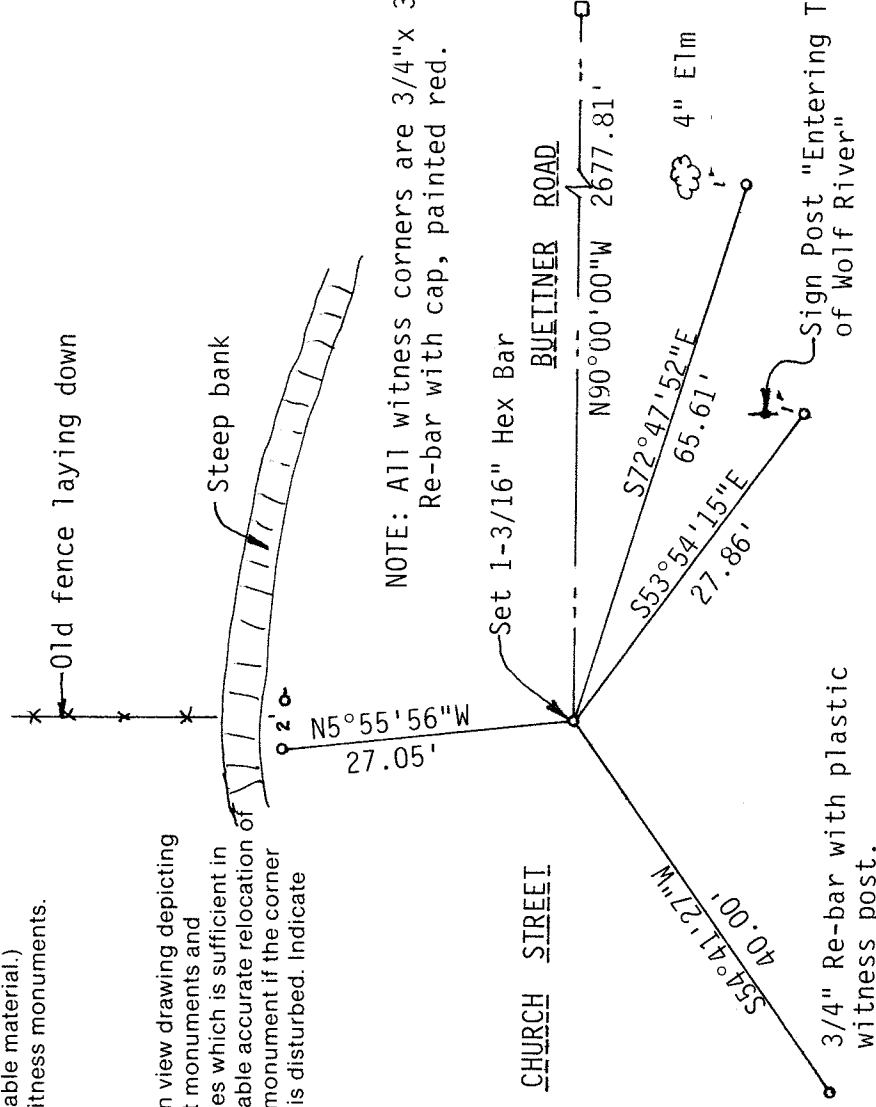 able material.)
itness monuments.
n view drawing depicting
t monuments and
es which is sufficient in
able accurate relocation of
monument if the corner
is disturbed. Indicate
Old fence laying down
Steep bank
NOTE: All witness corners are 3/4"x 3
Re-bar with cap, painted red.
2'
N5°55'56"W
27.05'
Set 1-3/16" Hex Bar
BUETTNER ROAD
N90°00'00"W 2677.81'
4" Elm
S72°47'52"E
65.61'
S53°54'15"E
27.86'
Sign Post "Entering T
of Wolf River"
CHURCH STREET
S54°41'27"W
40.00'
3/4" Re-bar with plastic
witness post.